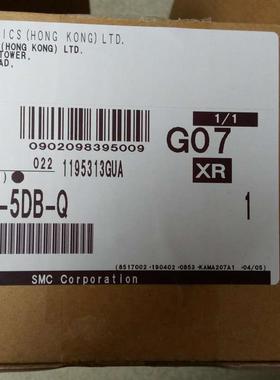 ICS(HONG KONG)LTD.
(HONG KONG) LTD.
TOWER,
AD,
1/1
0902098395009
G07
022
1195313GUA
XR
-5DB-Q
1
(8517002 -190402 -0853 -KAMA207A1 -04/05)
SMC Corporation